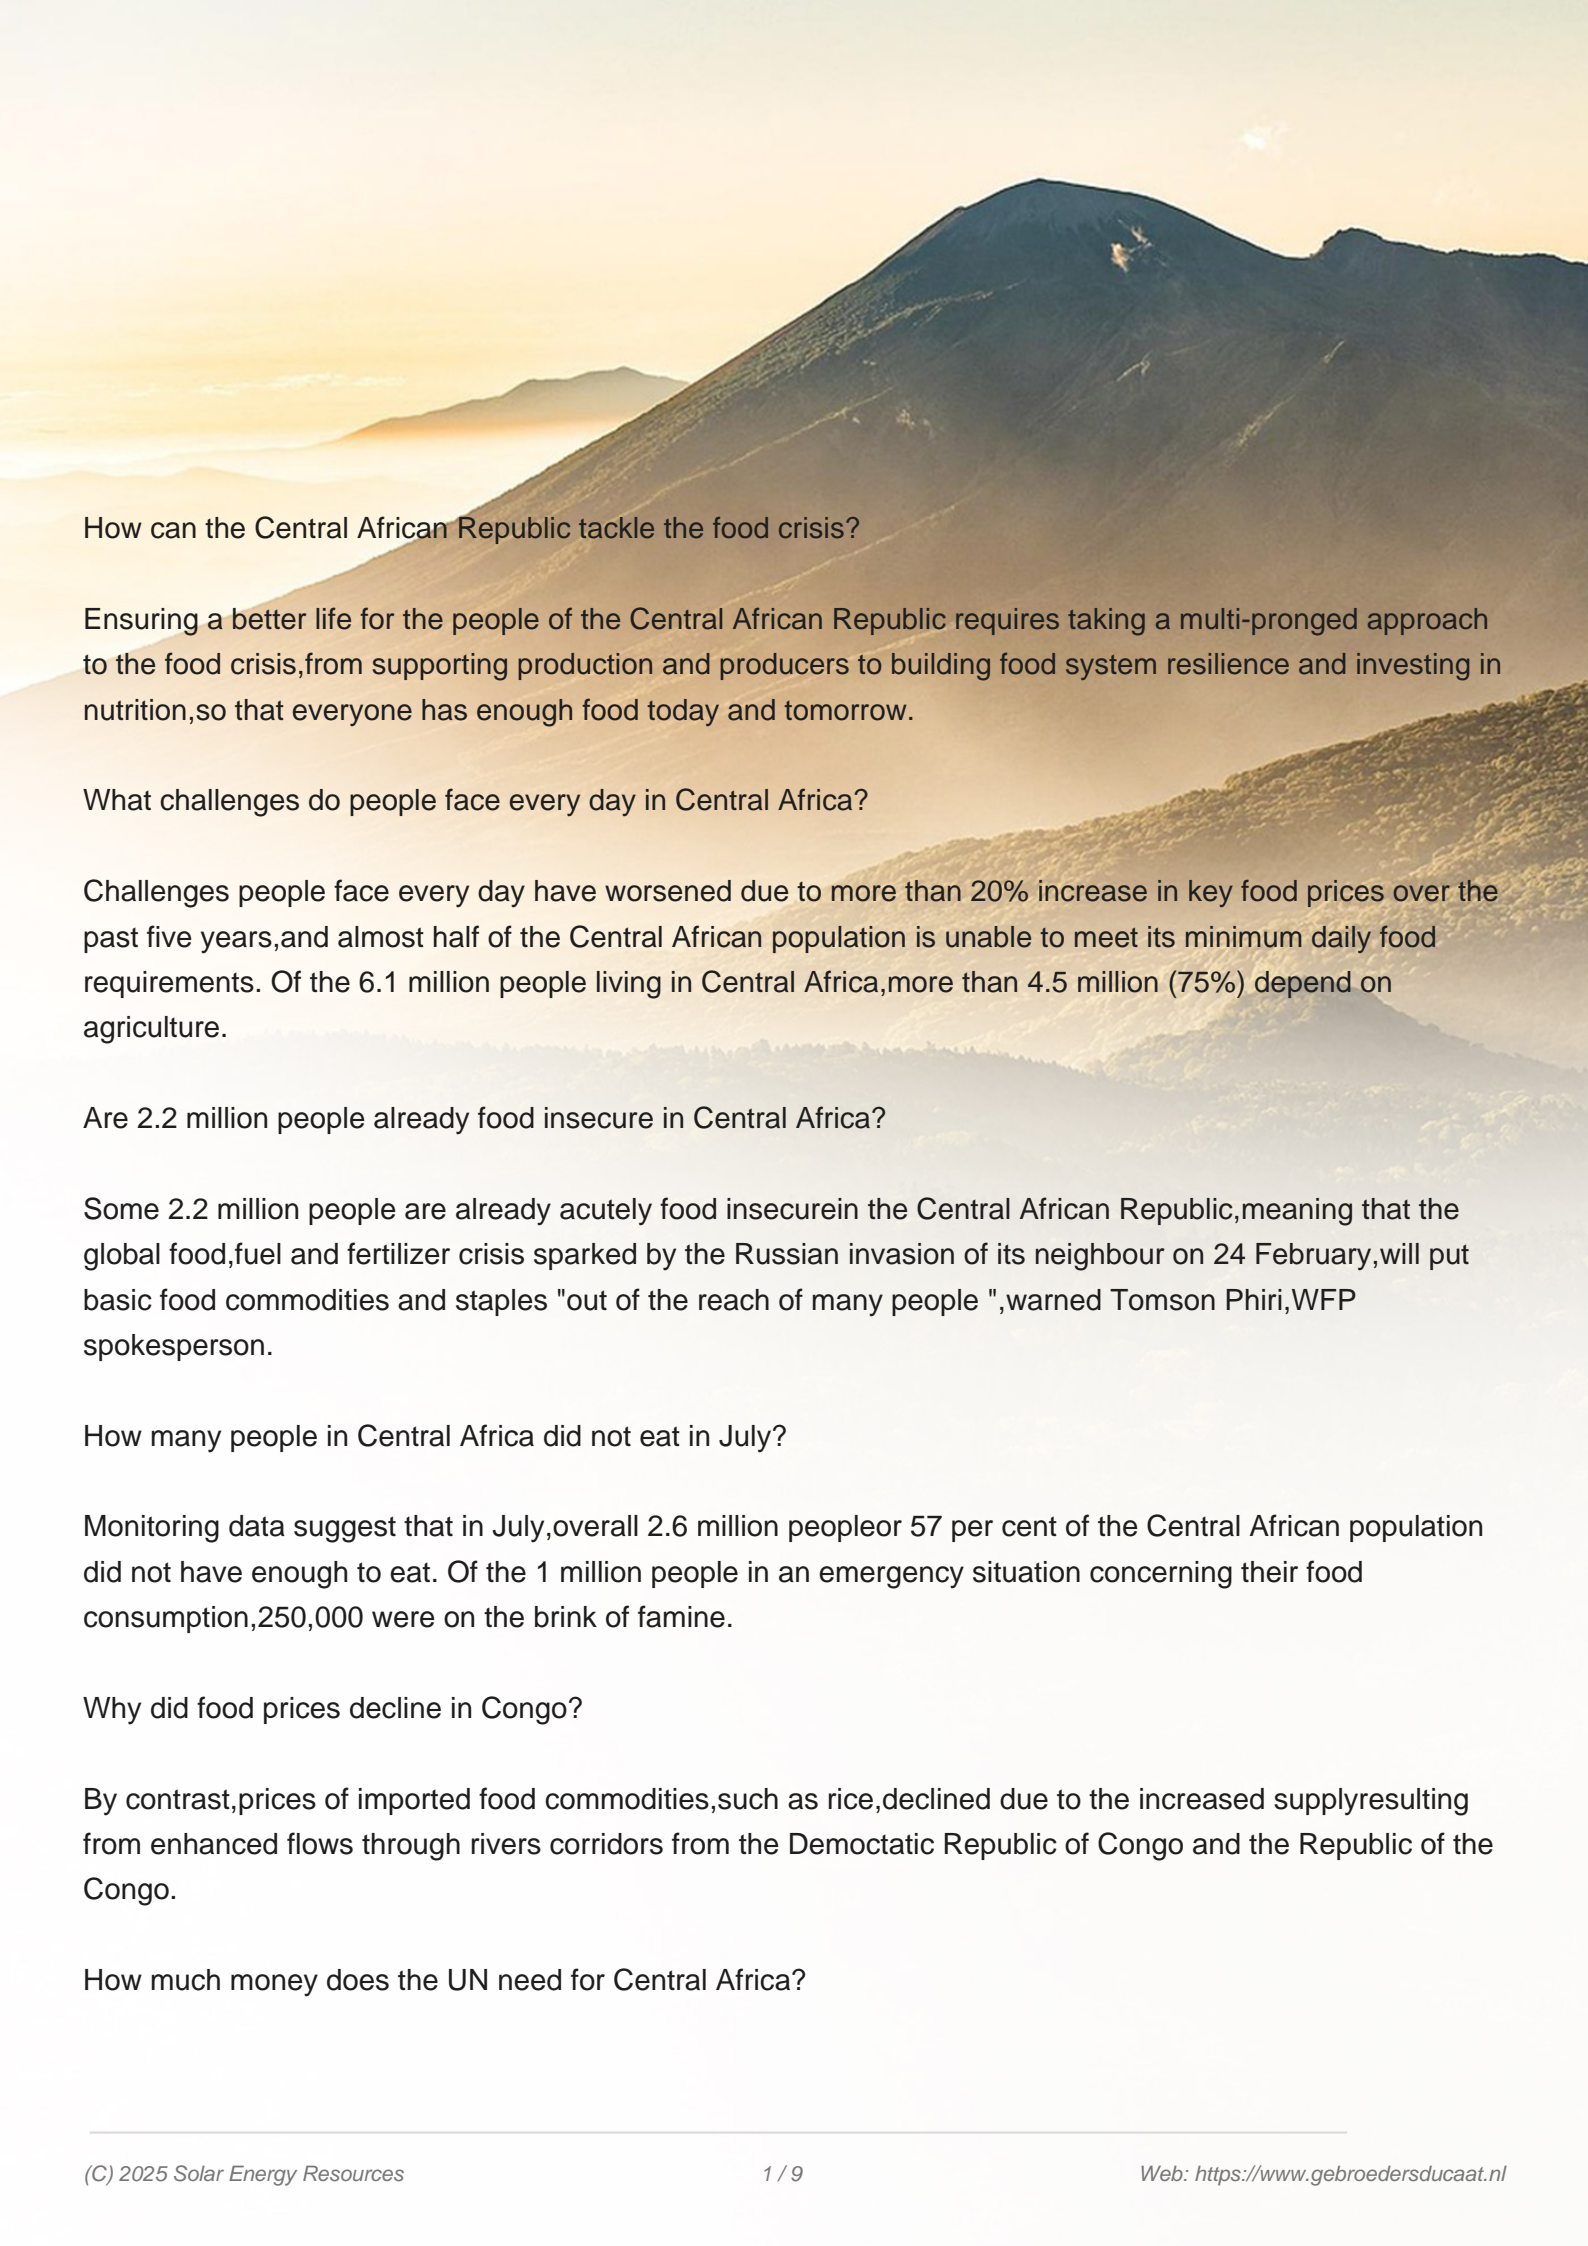 How can the Central African Republic tackle the food crisis?
Ensuring a better life for the people of the Central African Republic requires taking a multi-pronged approach
to the food crisis,from supporting production and producers to building food system resilience and investing in
nutrition,so that everyone has enough food today and tomorrow.
What challenges do people face every day in Central Africa?
Challenges people face every day have worsened due to more than 20% increase in key food prices over the
past five years,and almost half of the Central African population is unable to meet its minimum daily food
requirements. Of the 6.1 million people living in Central Africa,more than 4.5 million (75%) depend on
agriculture.
Are 2.2 million people already food insecure in Central Africa?
Some 2.2 million people are already acutely food insecurein the Central African Republic,meaning that the
global food,fuel and fertilizer crisis sparked by the Russian invasion of its neighbour on 24 February,will put
basic food commodities and staples "out of the reach of many people ",warned Tomson Phiri,WFP
spokesperson.
How many people in Central Africa did not eat in July?
Monitoring data suggest that in July,overall 2.6 million peopleor 57 per cent of the Central African population
did not have enough to eat. Of the 1 million people in an emergency situation concerning their food
consumption,250,000 were on the brink of famine.
Why did food prices decline in Congo?
By contrast,prices of imported food commodities,such as rice,declined due to the increased supplyresulting
from enhanced flows through rivers corridors from the Democtatic Republic of Congo and the Republic of the
Congo.
How much money does the UN need for Central Africa?
(C) 2025 Solar Energy Resources
1 / 9
Web: https://www.gebroedersducaat.nl